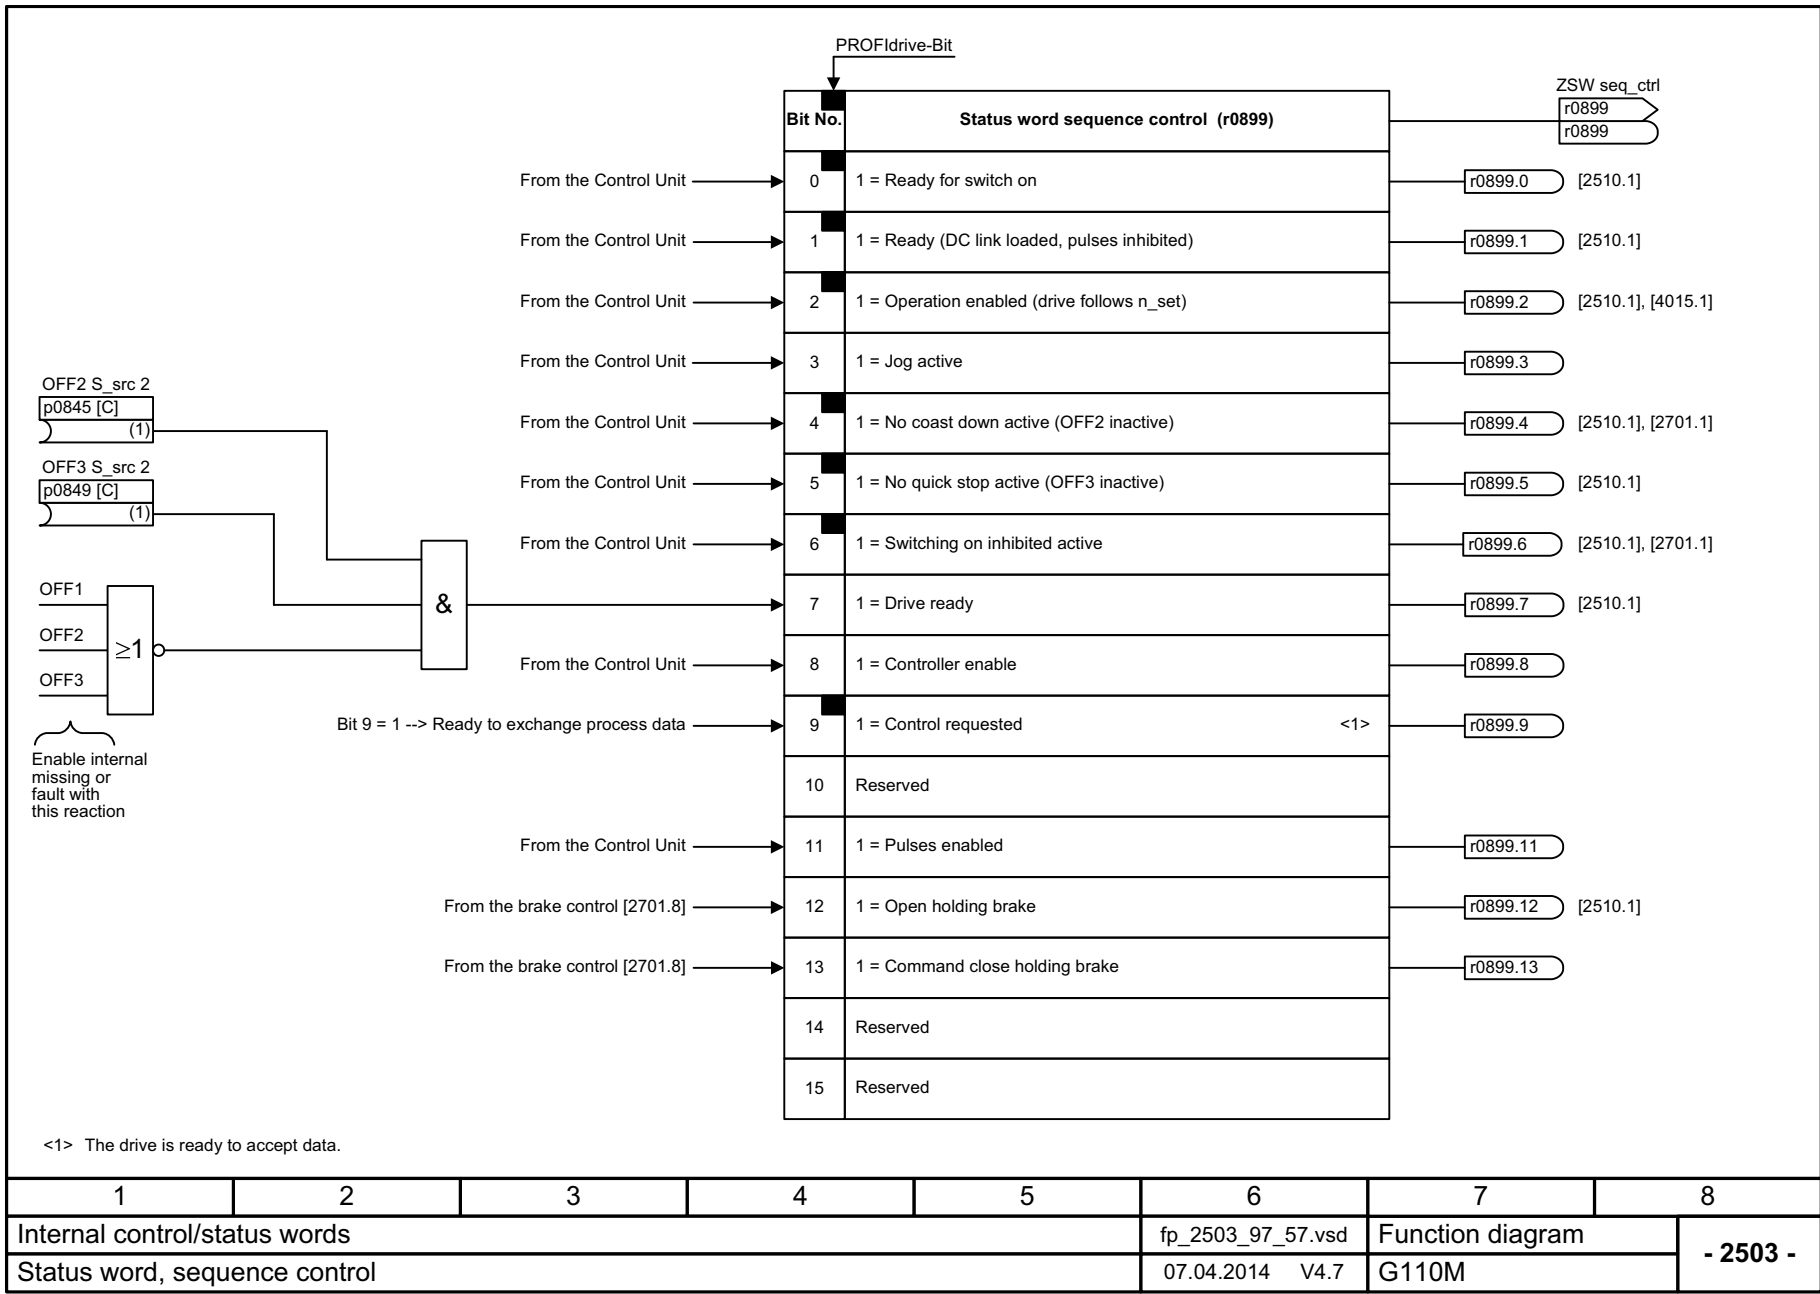 PROFIdrive-Bit
ZSW seq_ctrl
r0899
r0899
Bit No. Status word sequence control (r0899)
From the Control Unit 0 1 = Ready for switch on r0899.0 [2510.1]
From the Control Unit 1 1 = Ready (DC link loaded, pulses inhibited) r0899.1 [2510.1]
From the Control Unit 2 1 = Operation enabled (drive follows n_set) r0899.2 [2510.1], [4015.1]
From the Control Unit 3 1 = Jog active r0899.3
OFF2 S_src 2
p0845 [C]
(1)
From the Control Unit 4 1 = No coast down active (OFF2 inactive) r0899.4 [2510.1], [2701.1]
OFF3 S_src 2
p0849 [C]
(1)
From the Control Unit 5 1 = No quick stop active (OFF3 inactive) r0899.5 [2510.1]
From the Control Unit 6 1 = Switching on inhibited active r0899.6 [2510.1], [2701.1]
OFF1
OFF2
OFF3
≥1
&
7 1 = Drive ready r0899.7 [2510.1]
From the Control Unit 8 1 = Controller enable r0899.8
Bit 9 = 1 --> Ready to exchange process data 9 1 = Control requested <1> r0899.9
Enable internal
missing or
fault with
this reaction
10 Reserved
From the Control Unit 11 1 = Pulses enabled r0899.11
From the brake control [2701.8] 12 1 = Open holding brake r0899.12 [2510.1]
From the brake control [2701.8] 13 1 = Command close holding brake r0899.13
14 Reserved
15 Reserved
<1> The drive is ready to accept data.
1 2 3 4 5 6 7 8
Internal control/status words fp_2503_97_57.vsd Function diagram
- 2503 -
Status word, sequence control 07.04.2014 V4.7 G110M